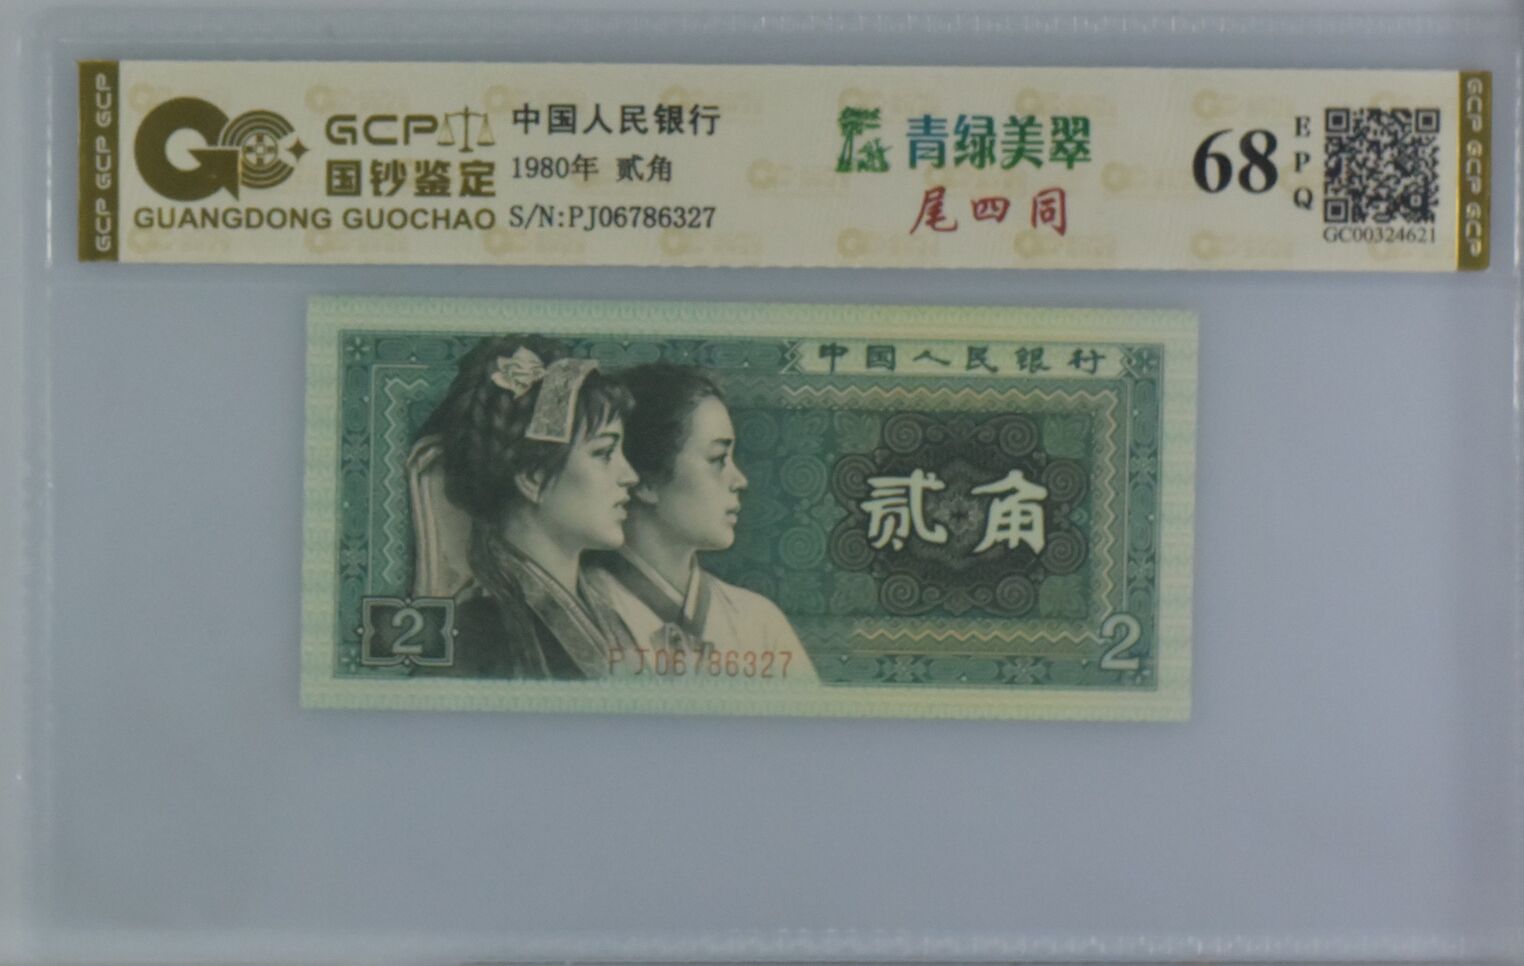 GCP GCP GCP
GCP
国钞鉴定
GUANGDONG GUOCHAO
中国人民银行
1980年 贰角
S/N:PJ06786327
青绿美翠
尾四同
68
EPQ
GC00324621
GCP GCP GCP
中国人民银行
贰角
2
2
PJ06786327